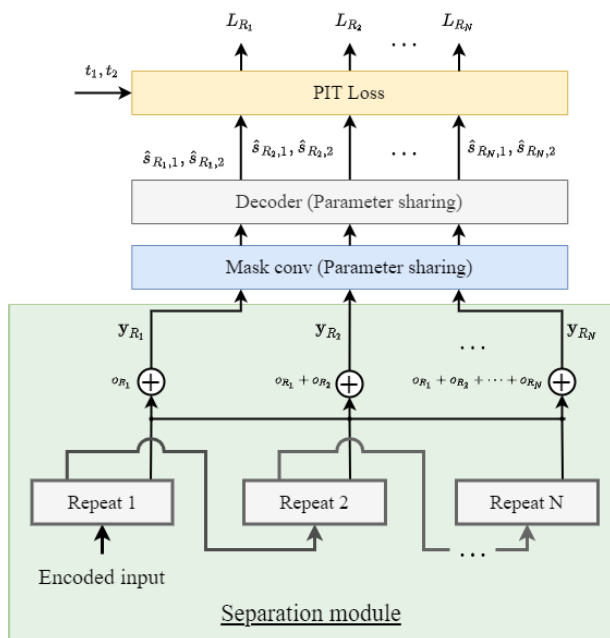 L_{R_1} L_{R_2} ... L_{R_N}
t_1, t_2
PIT Loss
ŝ_{R_1,1}, ŝ_{R_1,2} ŝ_{R_2,1}, ŝ_{R_2,2} ... ŝ_{R_N,1}, ŝ_{R_N,2}
Decoder (Parameter sharing)
Mask conv (Parameter sharing)
y_{R_1} y_{R_2} ... y_{R_N}
o_{R_1} + o_{R_1} + o_{R_2} + o_{R_1} + o_{R_2} + ⋯ + o_{R_N} +
Repeat 1 Repeat 2 Repeat N
...
Encoded input
Separation module